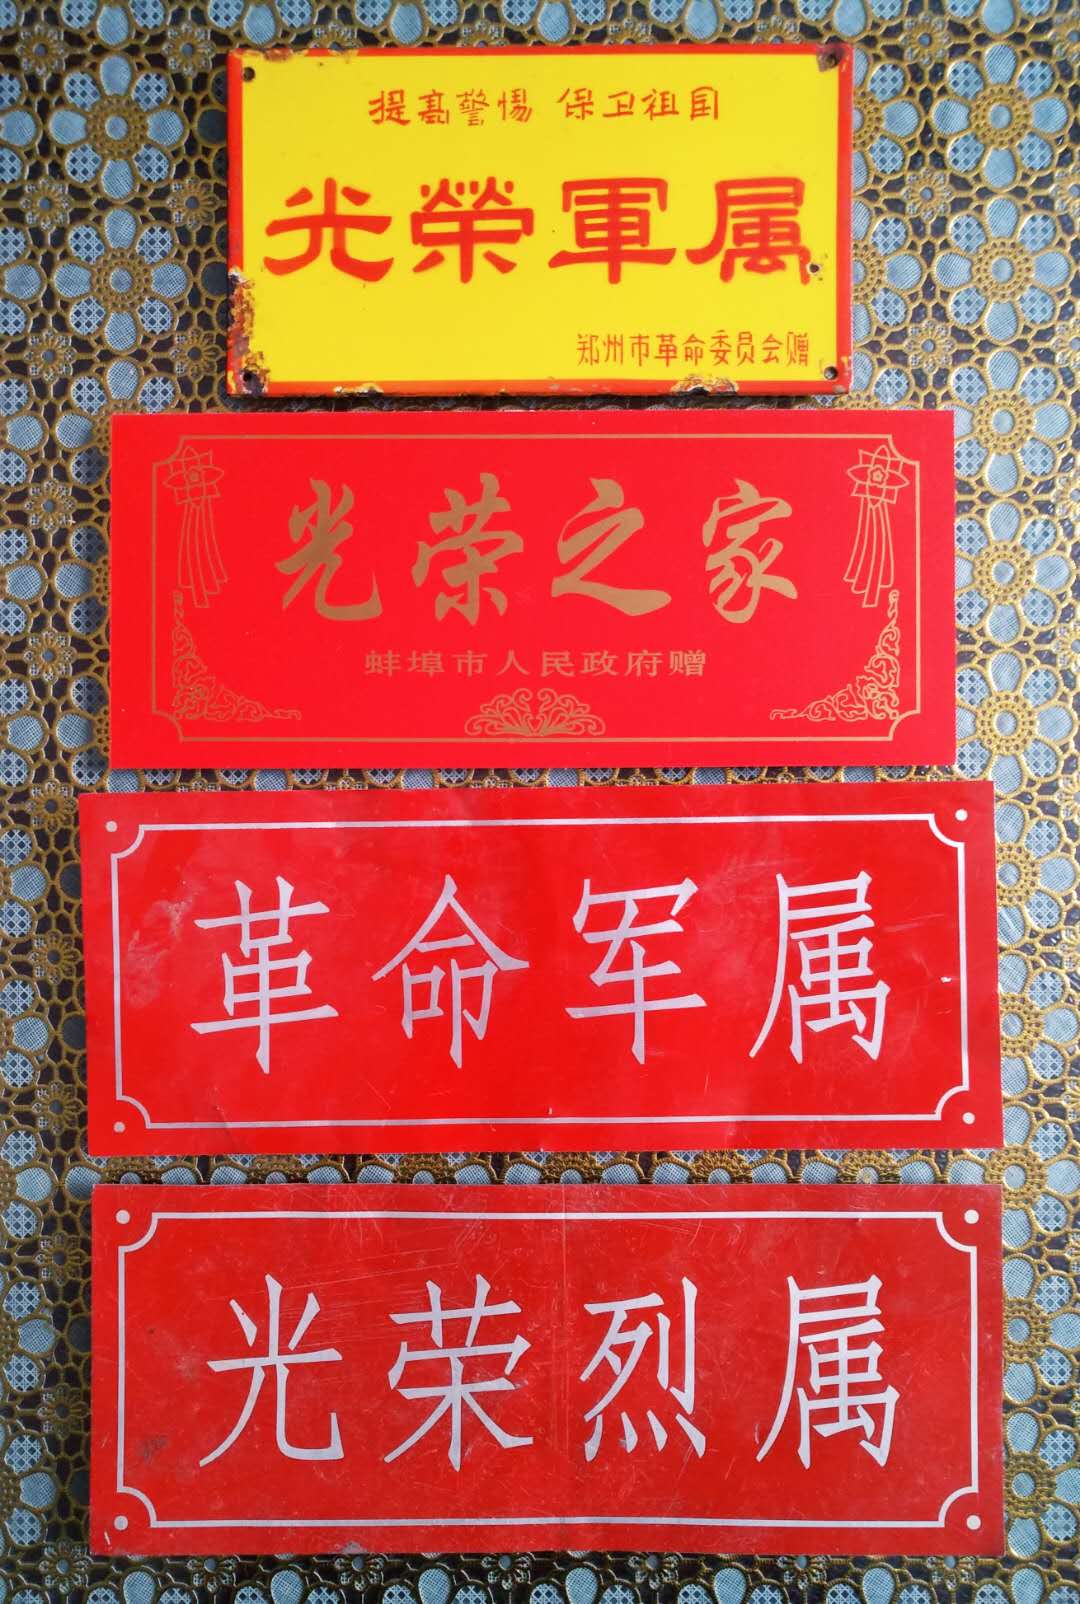 提高警惕 保卫祖国
光榮軍属
郑州市革命委员会赠
光荣之家
蚌埠市人民政府赠
革命军属
光荣烈属